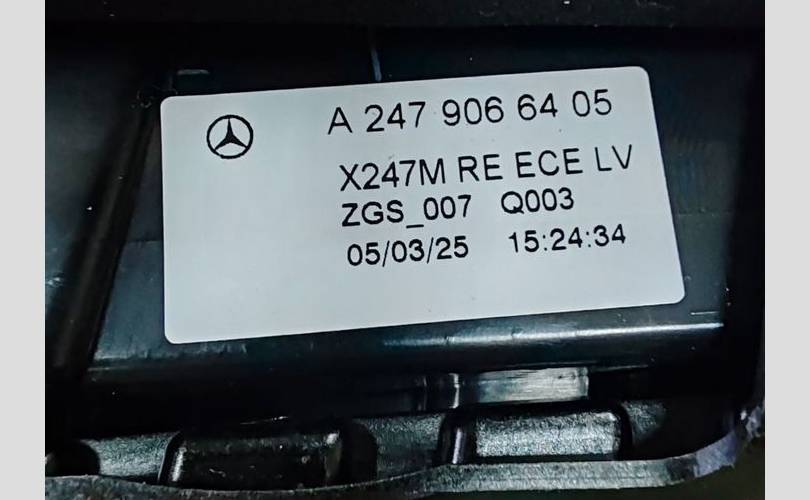 A 247 906 64 05
X247M RE ECE LV
ZGS_007 Q003
05/03/25 15:24:34